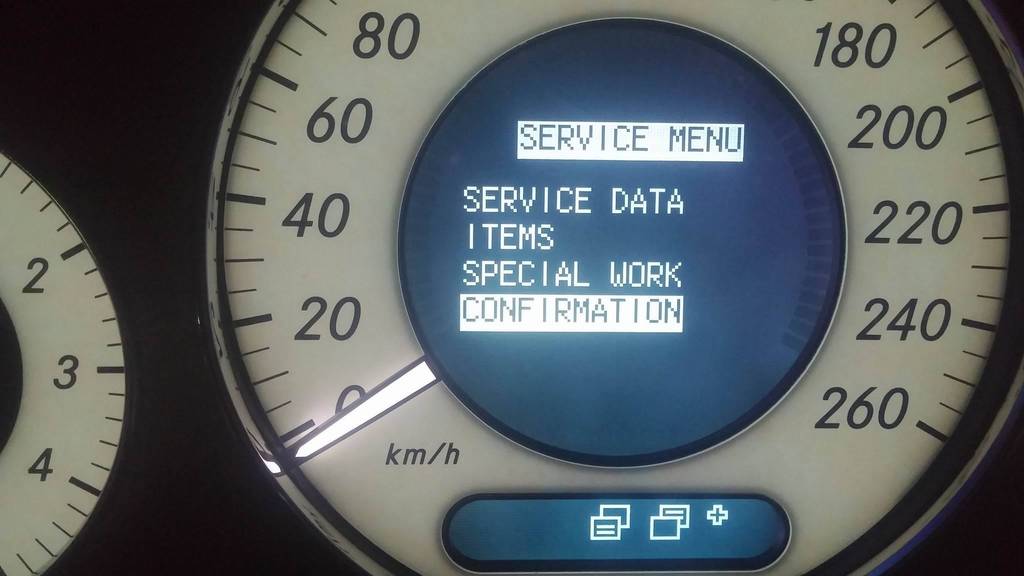 SERVICE MENU
SERVICE DATA
ITEMS
SPECIAL WORK
CONFIRMATION
80
60
40
20
0
km/h
180
200
220
240
260
2
3
4